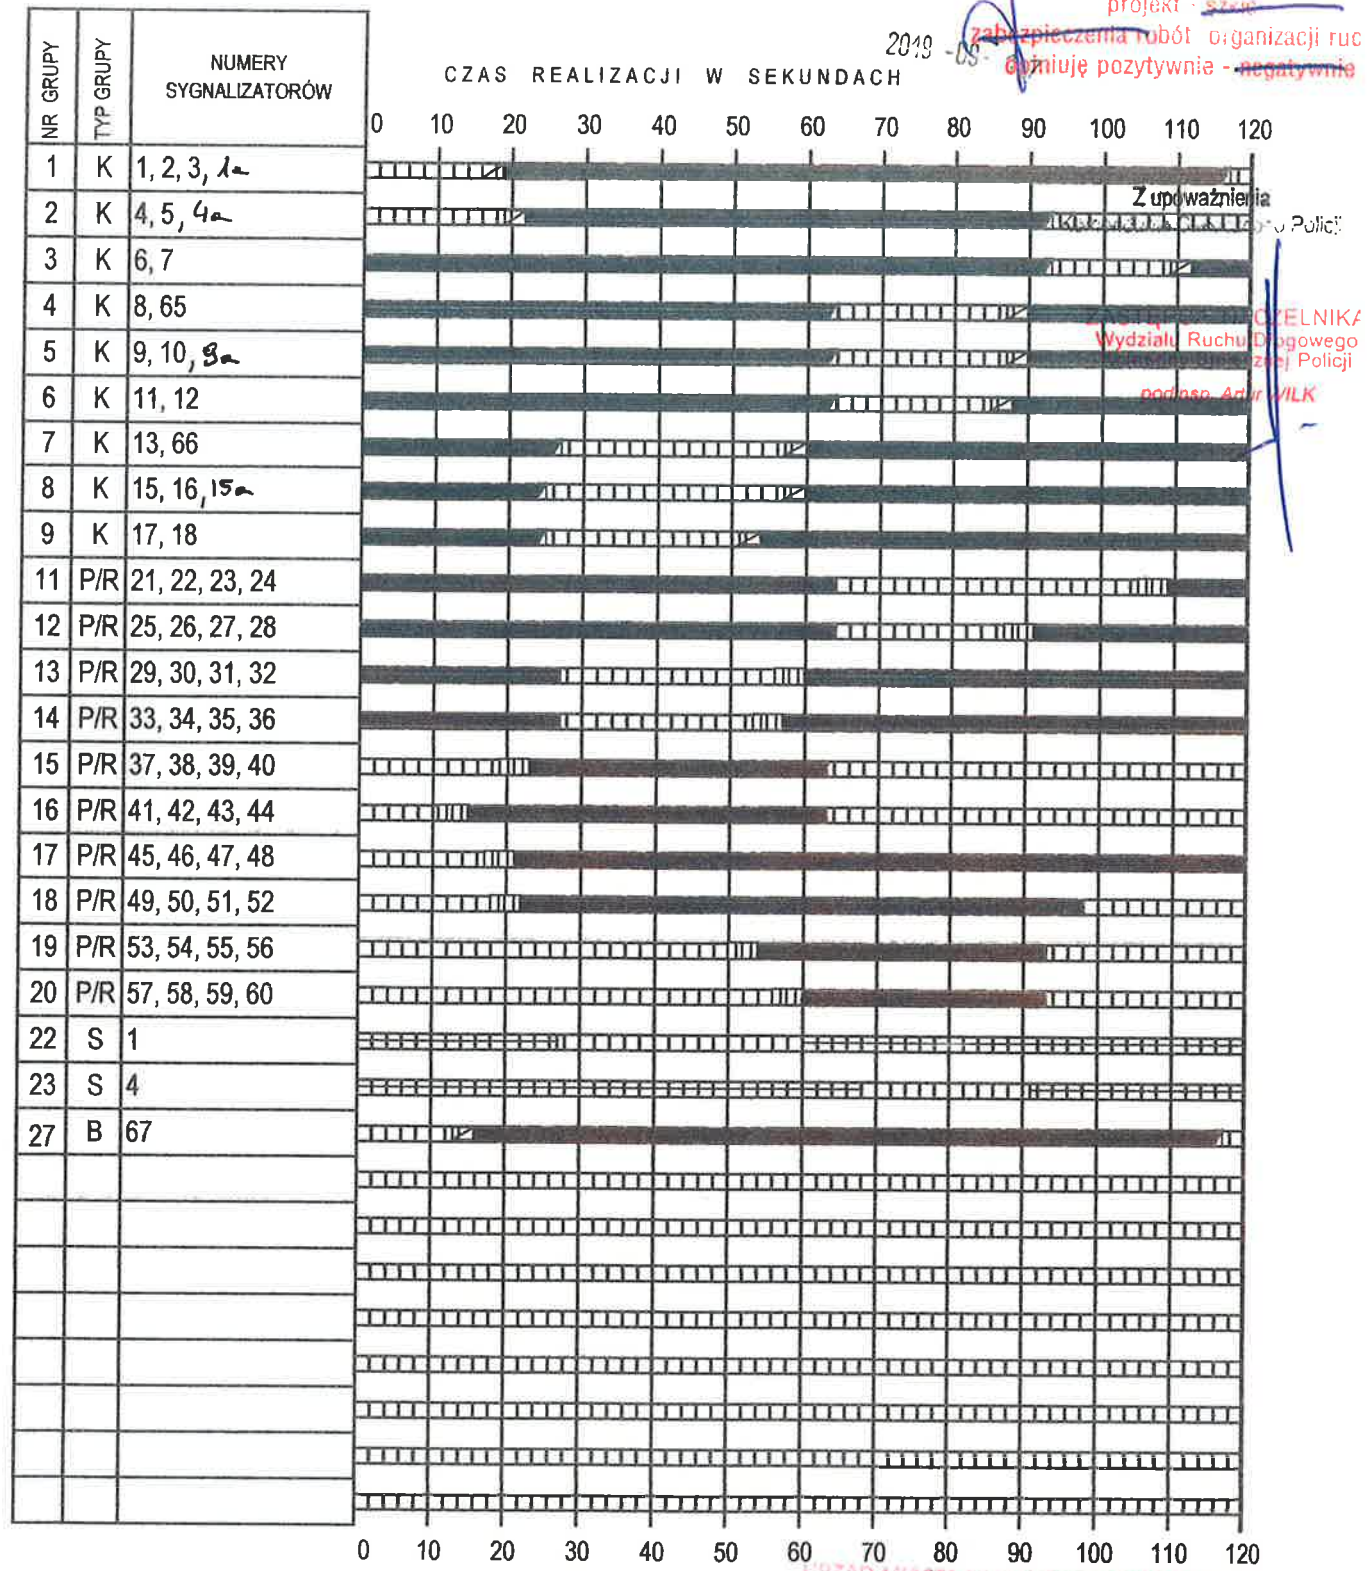 projekt - szkic
zabezpieczenia robót organizacji ruc
Opiniuję pozytywnie - negatywnie
2019 -09-
CZAS REALIZACJI W SEKUNDACH
NR GRUPY
TYP GRUPY
NUMERY
SYGNALIZATORÓW
0 10 20 30 40 50 60 70 80 90 100 110 120
1 K 1, 2, 3, 1a
Z upoważnienia
2 K 4, 5, 4a
Policji
3 K 6, 7
4 K 8, 65
Wydziału Ruchu Drogowego
5 K 9, 10, 9a
Policji
6 K 11, 12
podinsp. Artur WILK
7 K 13, 66
8 K 15, 16, 15a
9 K 17, 18
11 P/R 21, 22, 23, 24
12 P/R 25, 26, 27, 28
13 P/R 29, 30, 31, 32
14 P/R 33, 34, 35, 36
15 P/R 37, 38, 39, 40
16 P/R 41, 42, 43, 44
17 P/R 45, 46, 47, 48
18 P/R 49, 50, 51, 52
19 P/R 53, 54, 55, 56
20 P/R 57, 58, 59, 60
22 S 1
23 S 4
27 B 67
0 10 20 30 40 50 60 70 80 90 100 110 120